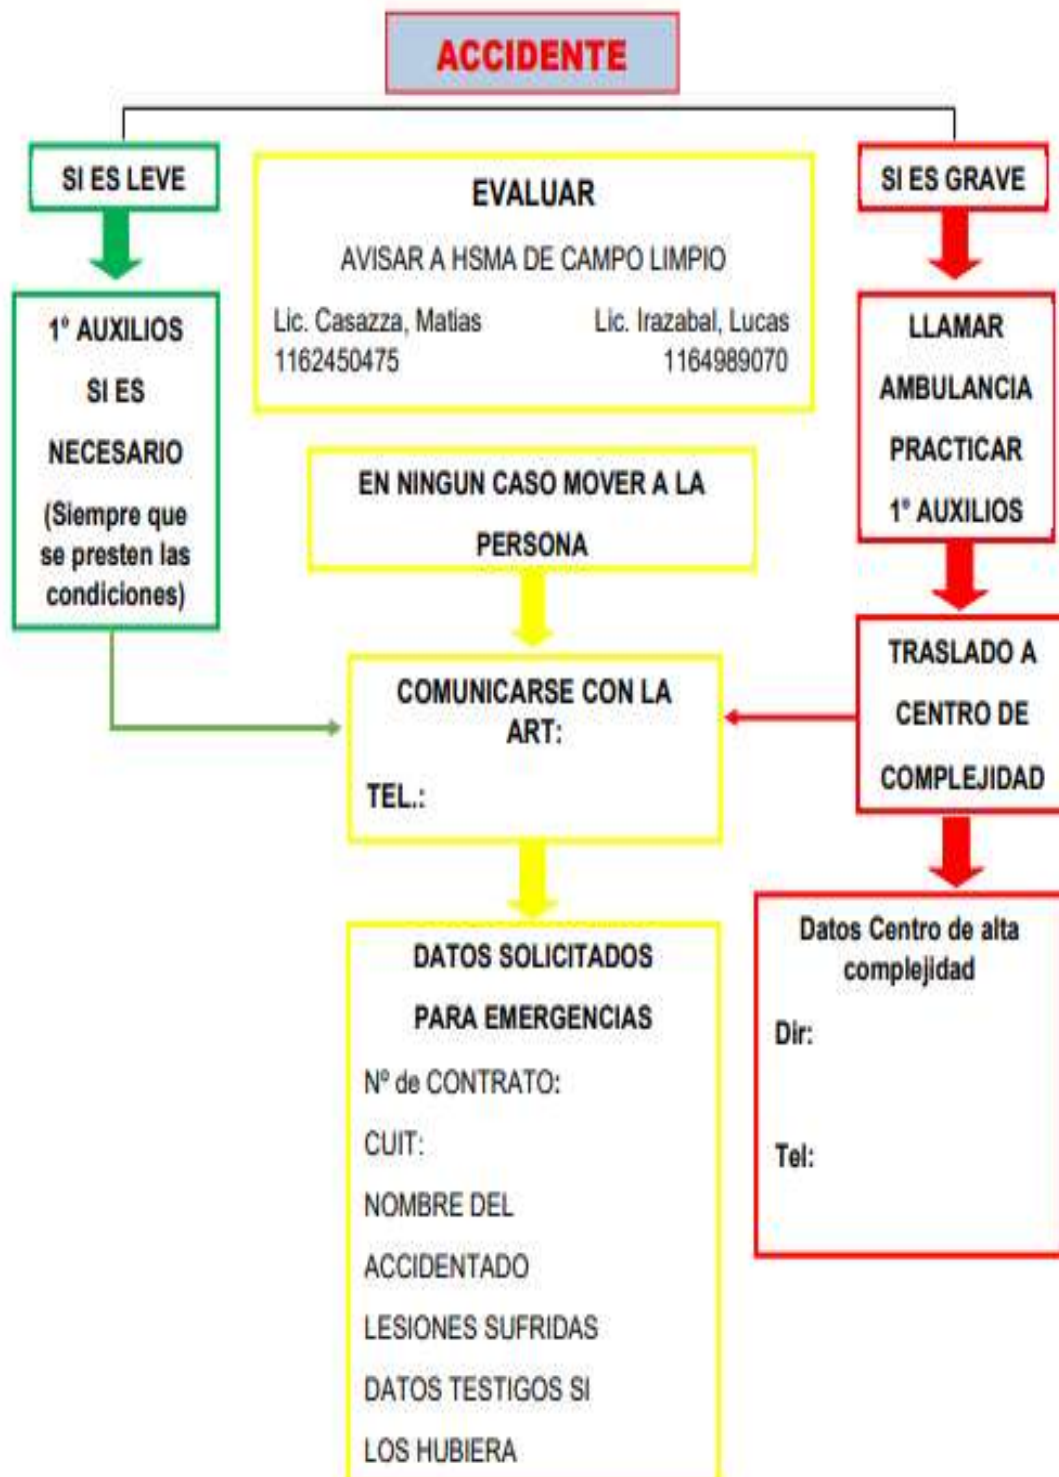 ACCIDENTE
SI ES LEVE
1° AUXILIOS
SI ES
NECESARIO
(Siempre que
se presten las
condiciones)
EVALUAR
AVISAR A HSMA DE CAMPO LIMPIO
Lic. Casazza, Matias
1162450475
Lic. Irazabal, Lucas
1164989070
EN NINGUN CASO MOVER A LA
PERSONA
COMUNICARSE CON LA
ART:
TEL.:
DATOS SOLICITADOS
PARA EMERGENCIAS
Nº de CONTRATO:
CUIT:
NOMBRE DEL
ACCIDENTADO
LESIONES SUFRIDAS
DATOS TESTIGOS SI
LOS HUBIERA
SI ES GRAVE
LLAMAR
AMBULANCIA
PRACTICAR
1° AUXILIOS
TRASLADO A
CENTRO DE
COMPLEJIDAD
Datos Centro de alta
complejidad
Dir:
Tel: